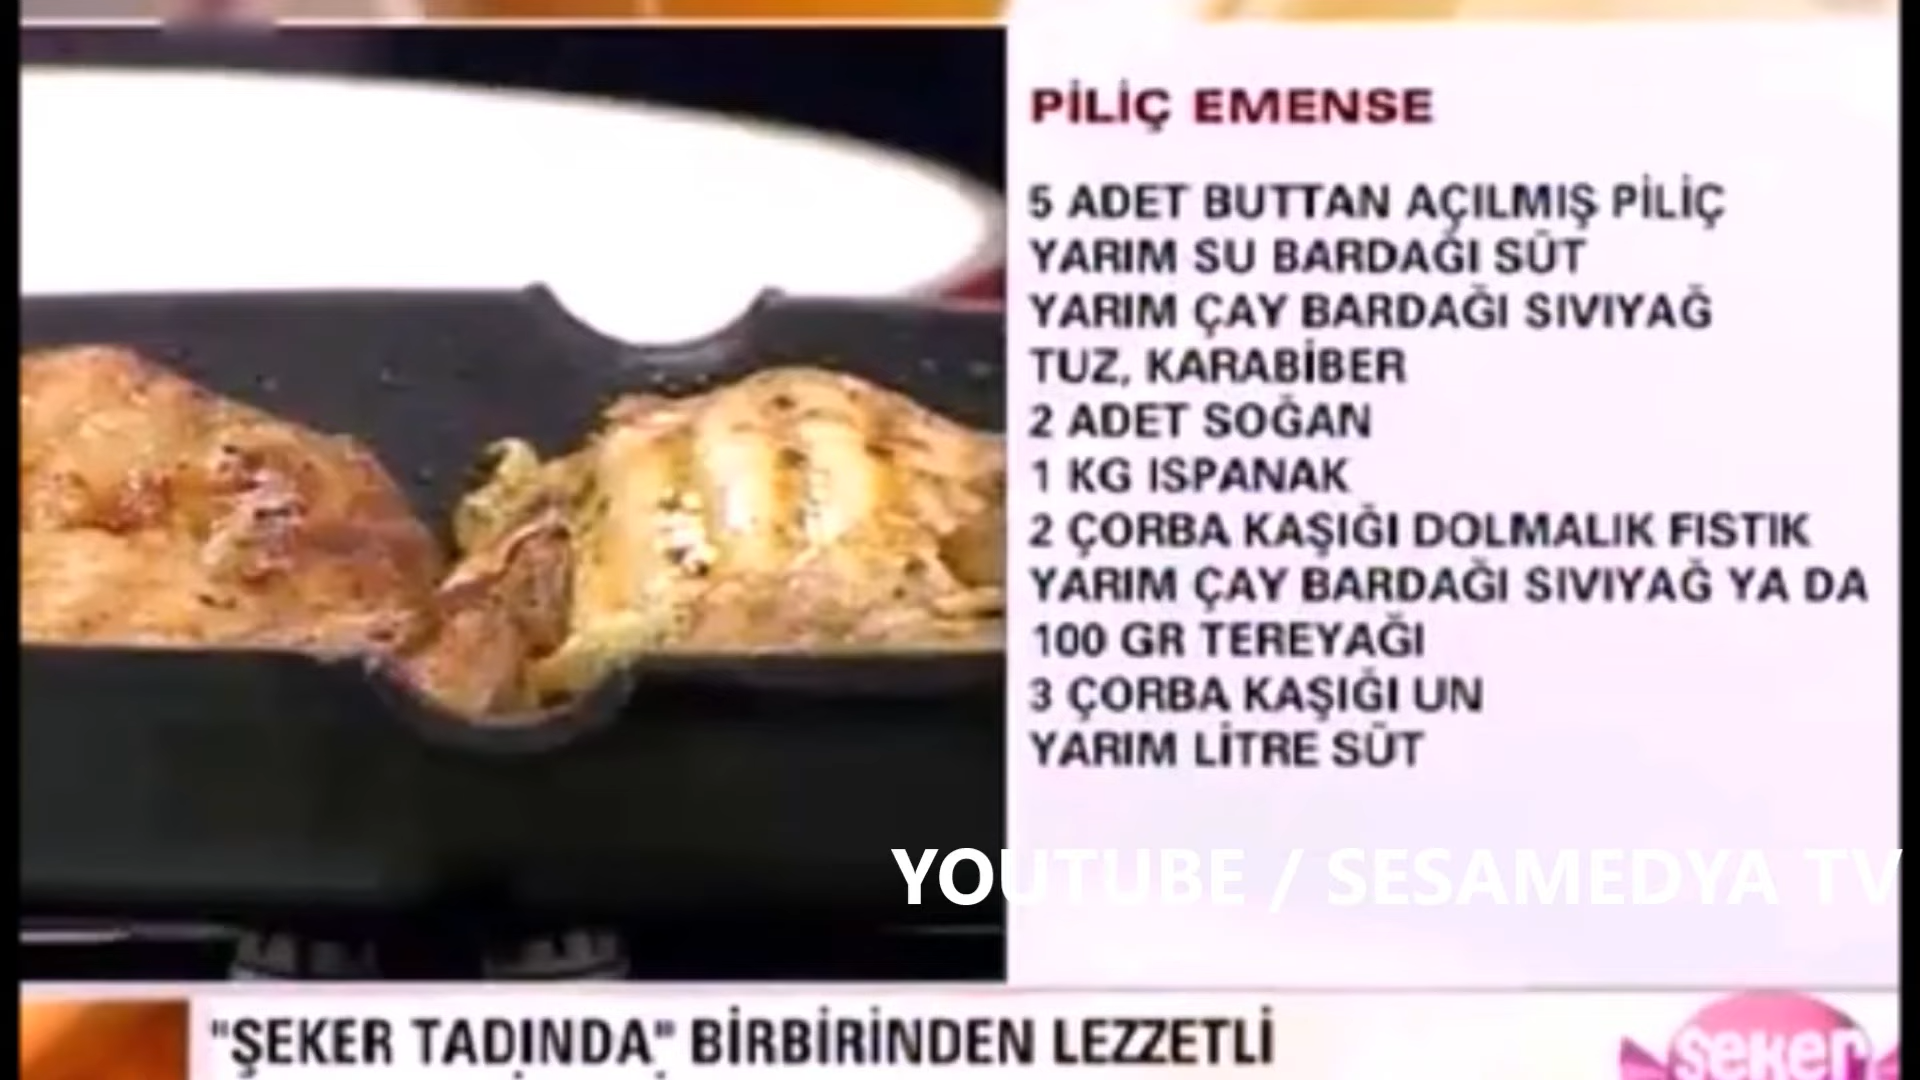 PİLİÇ EMENSE
5 ADET BUTTAN AÇILMIŞ PİLİÇ
YARIM SU BARDAĞI SÜT
YARIM ÇAY BARDAĞI SIVIYAĞ
TUZ, KARABİBER
2 ADET SOĞAN
1 KG ISPANAK
2 ÇORBA KAŞIĞI DOLMALIK FISTIK
YARIM ÇAY BARDAĞI SIVIYAĞ YA DA
100 GR TEREYAĞI
3 ÇORBA KAŞIĞI UN
YARIM LİTRE SÜT
YOUTUBE / SESAMEDYA TV
"ŞEKER TADINDA" BİRBİRİNDEN LEZZETLİ
şeker